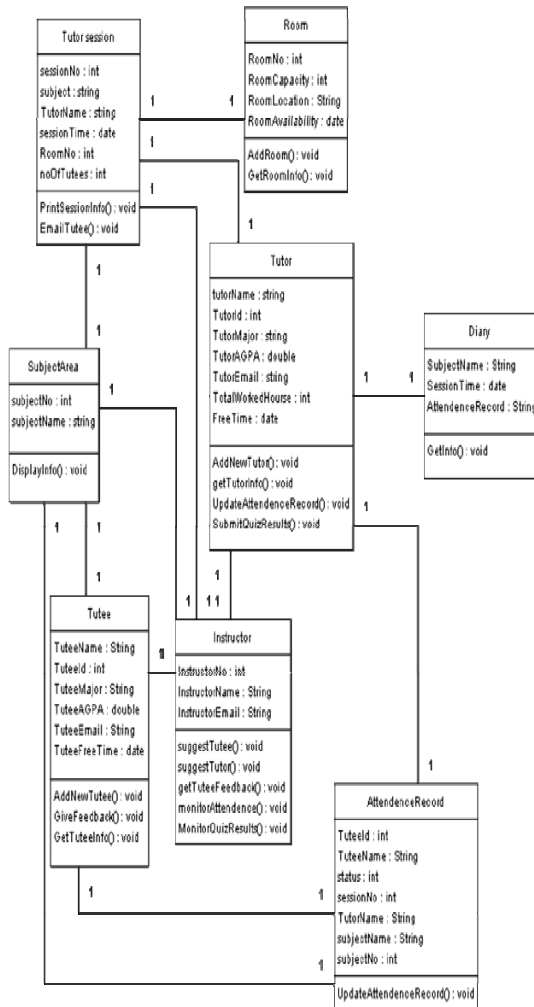 Tutor session
sessionNo : int
subject : string
TutorName : string
sessionTime : date
RoomNo : int
noOfTutees : int
PrintSessionInfo() : void
EmailTutee() : void
Room
RoomNo : int
RoomCapacity : int
RoomLocation : String
RoomAvailability : date
AddRoom() : void
GetRoomInfo() : void
1
1
1
1
1
1
1
Tutor
tutorName : string
TutorId : int
TutorMajor : string
TutorAGPA : double
TutorEmail : string
TotalWorkedHourse : int
FreeTime : date
AddNewTutor() : void
getTutorInfo() : void
UpdateAttendenceRecord() : void
SubmitQuizResults() : void
Diary
SubjectName : String
SessionTime : date
AttendenceRecord : String
GetInfo() : void
1
1
SubjectArea
subjectNo : int
subjectName : string
DisplayInfo() : void
1
1
1
1
1
1
1
1 1
Tutee
TuteeName : String
TuteeId : int
TuteeMajor : String
TuteeAGPA : double
TuteeEmail : String
TuteeFreeTime : date
AddNewTutee() : void
GiveFeedback() : void
GetTuteeInfo() : void
1
1
Instructor
InstructorNo : int
InstructorName : String
InstructorEmail : String
suggestTutee() : void
suggestTutor() : void
getTuteeFeedback() : void
monitorAttendence() : void
MonitorQuizResults() : void
1
AttendenceRecord
TuteeId : int
TuteeName : String
status : int
sessionNo : int
TutorName : String
subjectName : String
subjectNo : int
UpdateAttendenceRecord() : void
1
1
1